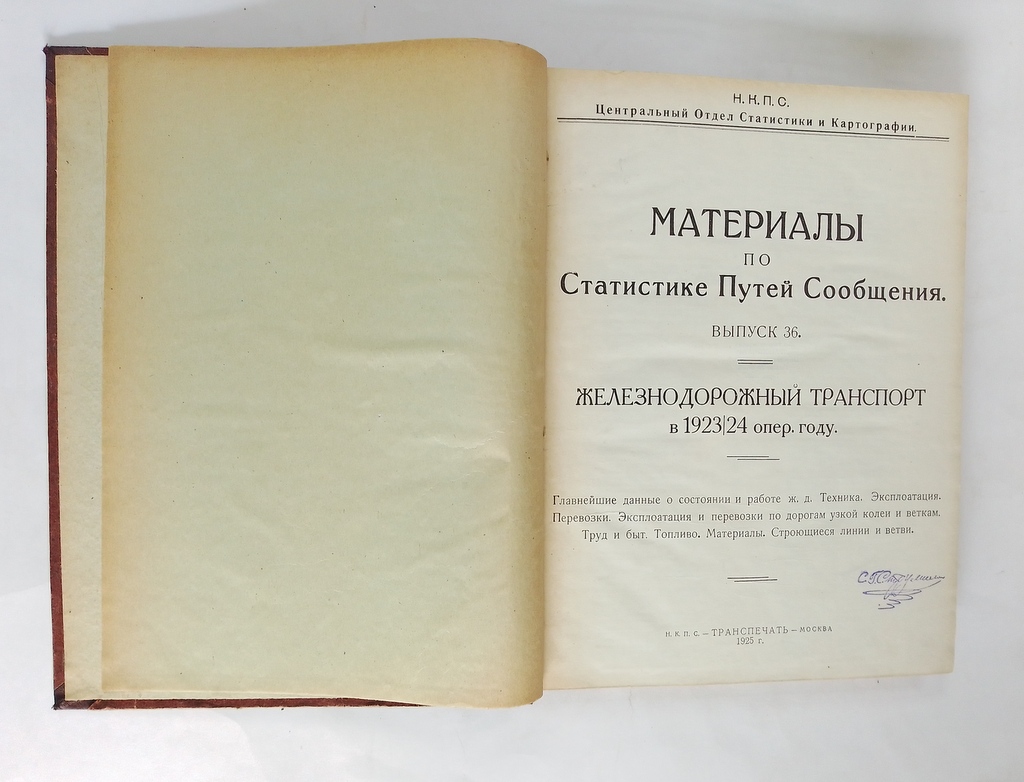 Н. К. П. С.
Центральный Отдел Статистики и Картографии.
МАТЕРИАЛЫ
ПО
Статистике Путей Сообщения.
ВЫПУСК 36.
ЖЕЛЕЗНОДОРОЖНЫЙ ТРАНСПОРТ
в 1923|24 опер. году.
Главнейшие данные о состоянии и работе ж. д. Техника. Эксплоатация.
Перевозки. Эксплоатация и перевозки по дорогам узкой колеи и веткам.
Труд и быт. Топливо. Материалы. Строющиеся линии и ветви.
Н. К. П. С. — ТРАНСПЕЧАТЬ — МОСКВА
1925 г.